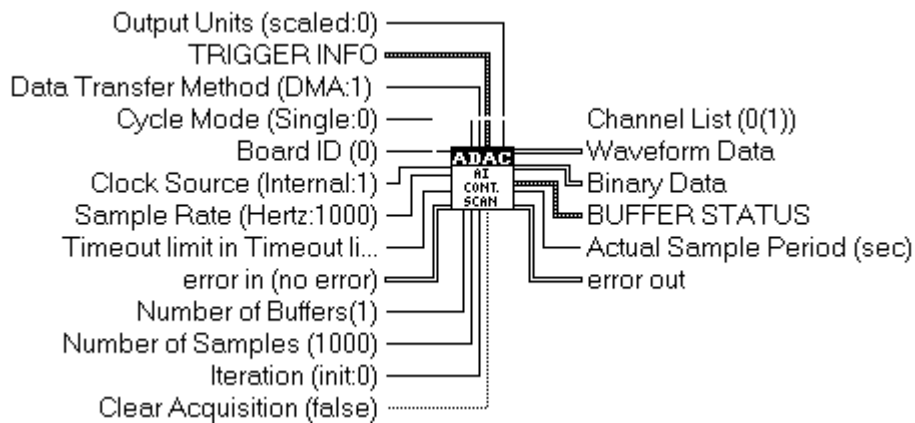 Output Units (scaled:0)
TRIGGER INFO
Data Transfer Method (DMA:1)
Cycle Mode (Single:0)
Board ID (0)
Clock Source (Internal:1)
Sample Rate (Hertz:1000)
Timeout limit in Timeout li...
error in (no error)
Number of Buffers(1)
Number of Samples (1000)
Iteration (init:0)
Clear Acquisition (false)
ADAC
AI
CONT.
SCAN
Channel List (0(1))
Waveform Data
Binary Data
BUFFER STATUS
Actual Sample Period (sec)
error out